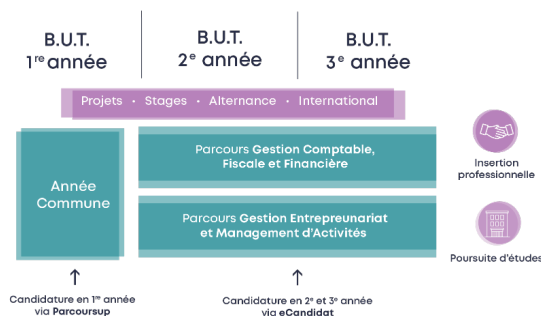 B.U.T.
1re année
B.U.T.
2e année
B.U.T.
3e année
Projets • Stages • Alternance • International
Année
Commune
Parcours Gestion Comptable,
Fiscale et Financière
Parcours Gestion Entrepreunariat
et Management d'Activités
Insertion
professionnelle
Poursuite d'études
Candidature en 1re année
via Parcoursup
Candidature en 2e et 3e année
via eCandidat